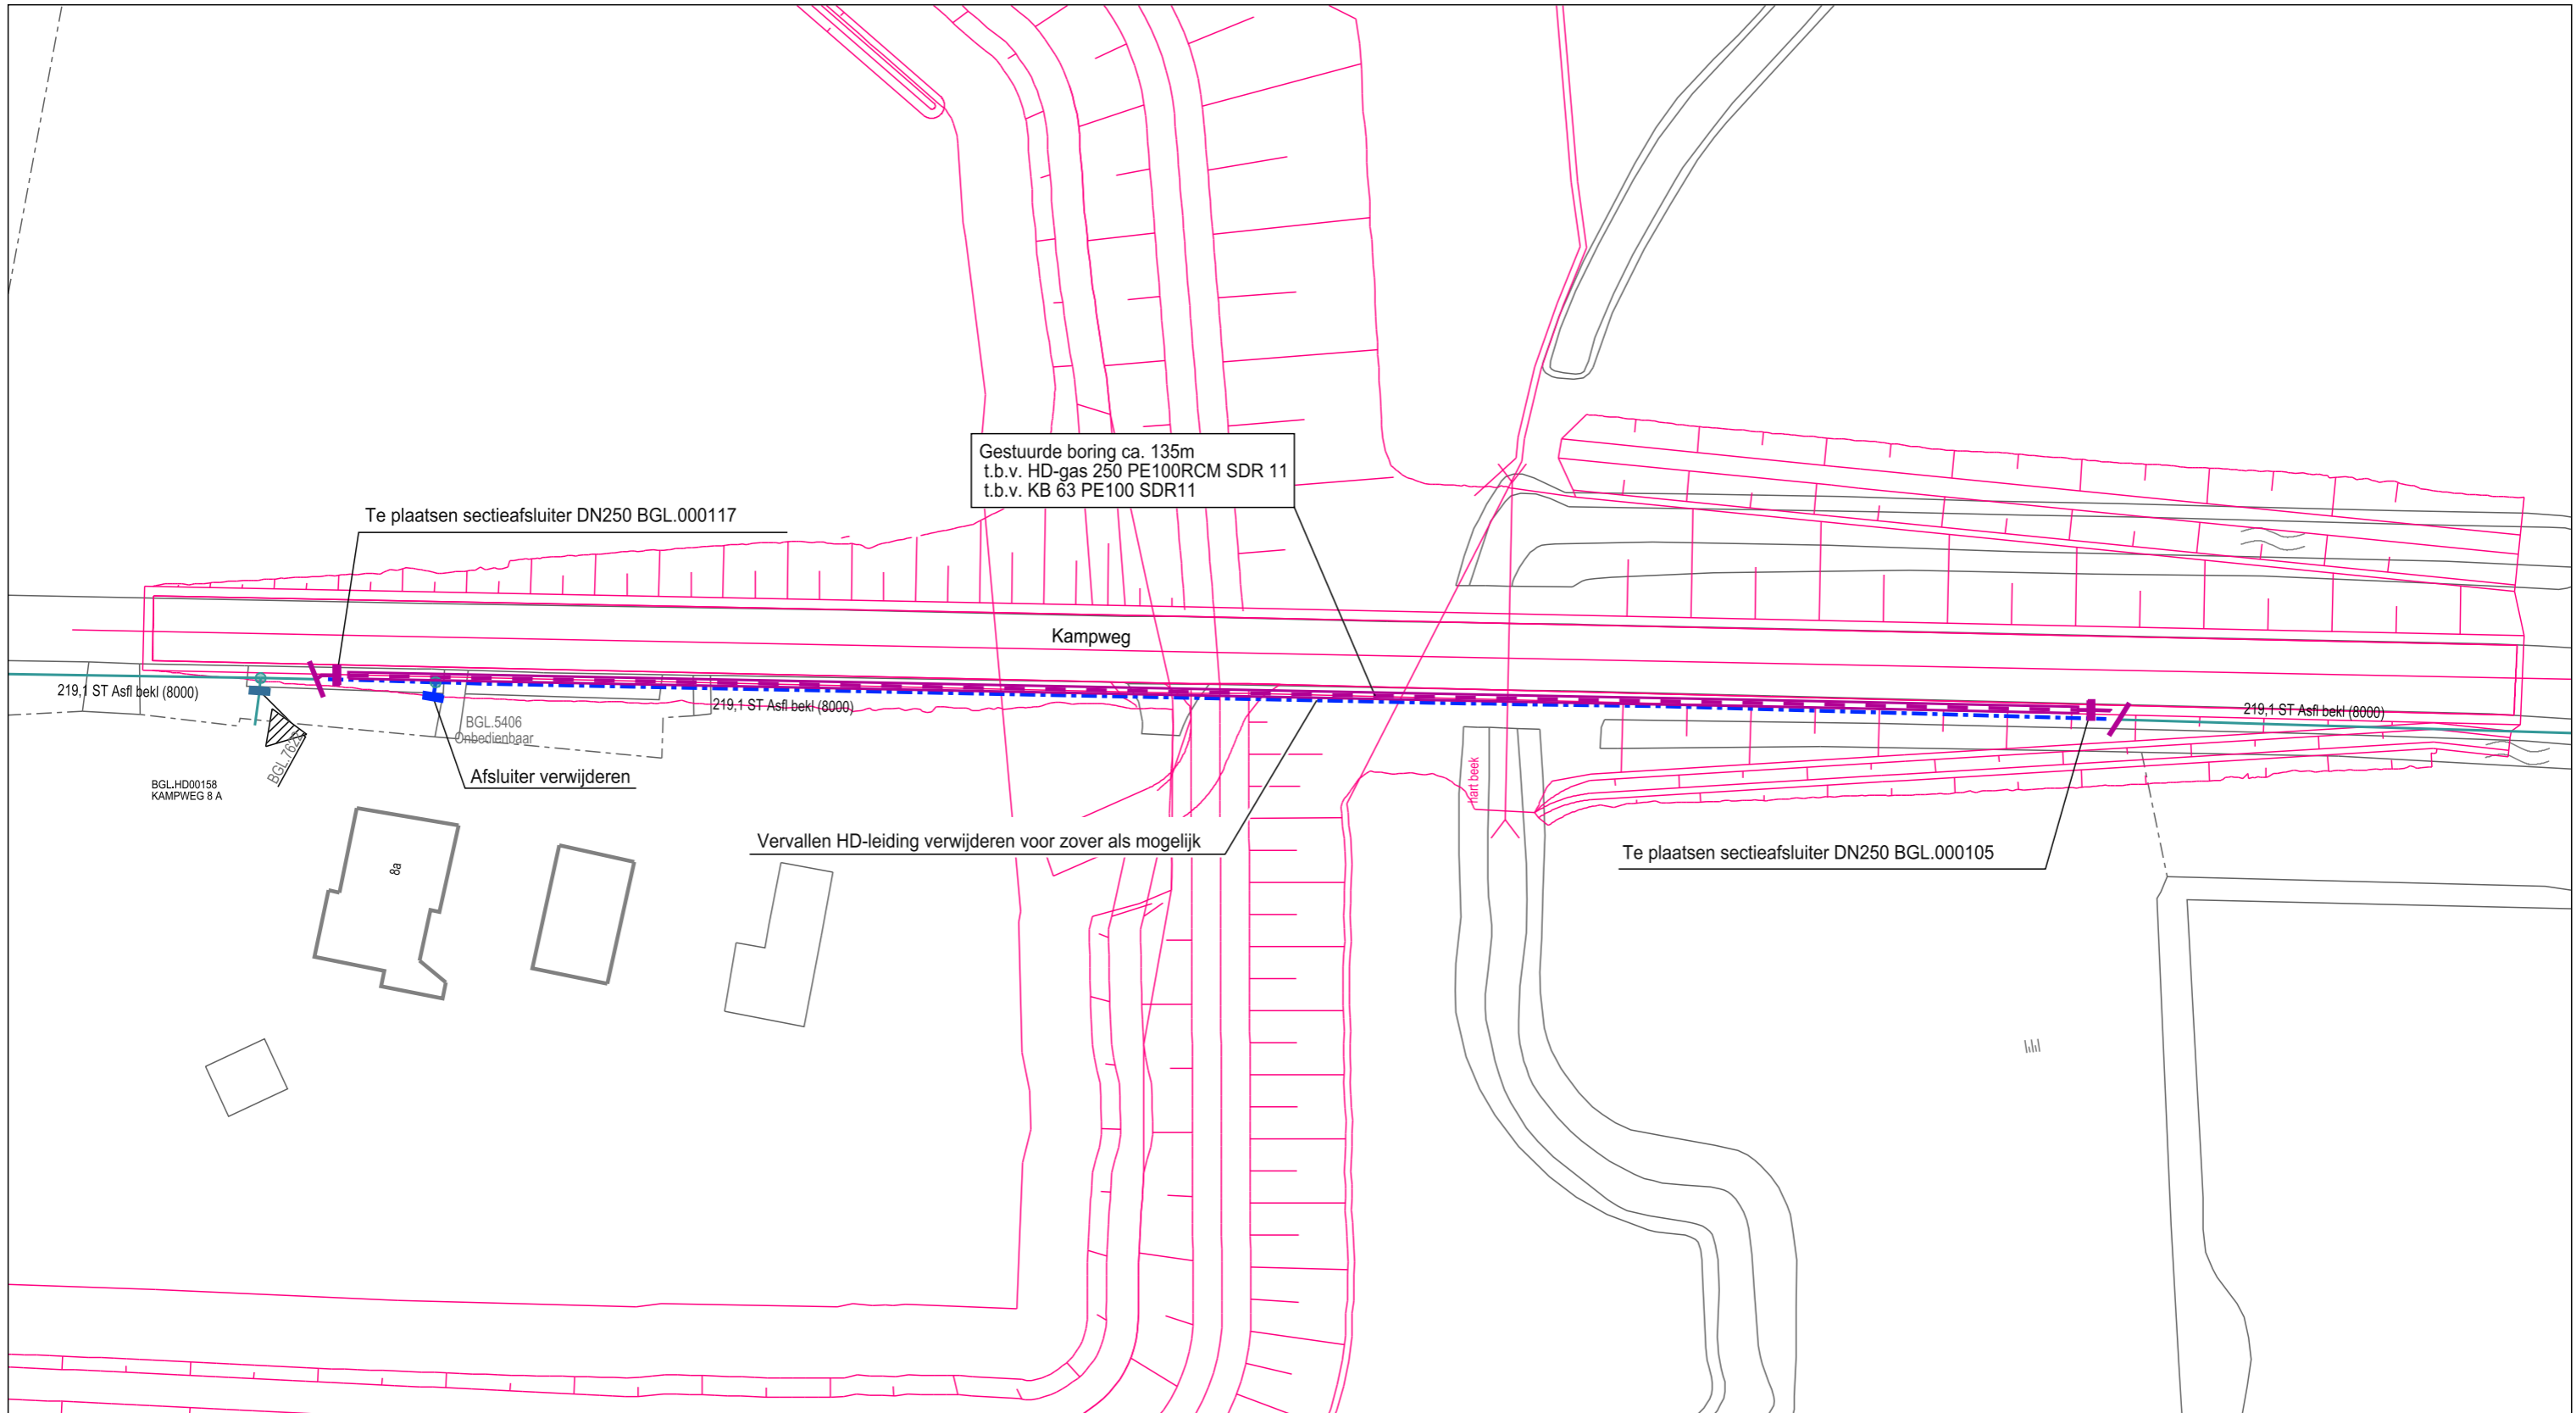 Gestuurde boring ca. 135m
t.b.v. HD-gas 250 PE100RCM SDR 11
t.b.v. KB 63 PE100 SDR11
Te plaatsen sectieafsluiter DN250 BGL.000117
Kampweg
219,1 ST Asfl bekl (8000)
219,1 ST Asfl bekl (8000)
219,1 ST Asfl bekl (8000)
BGL.5406
Onbedienbaar
Afsluiter verwijderen
BGL.HD00158
KAMPWEG 8 A
Hart beek
Vervallen HD-leiding verwijderen voor zover als mogelijk
Te plaatsen sectieafsluiter DN250 BGL.000105
8a